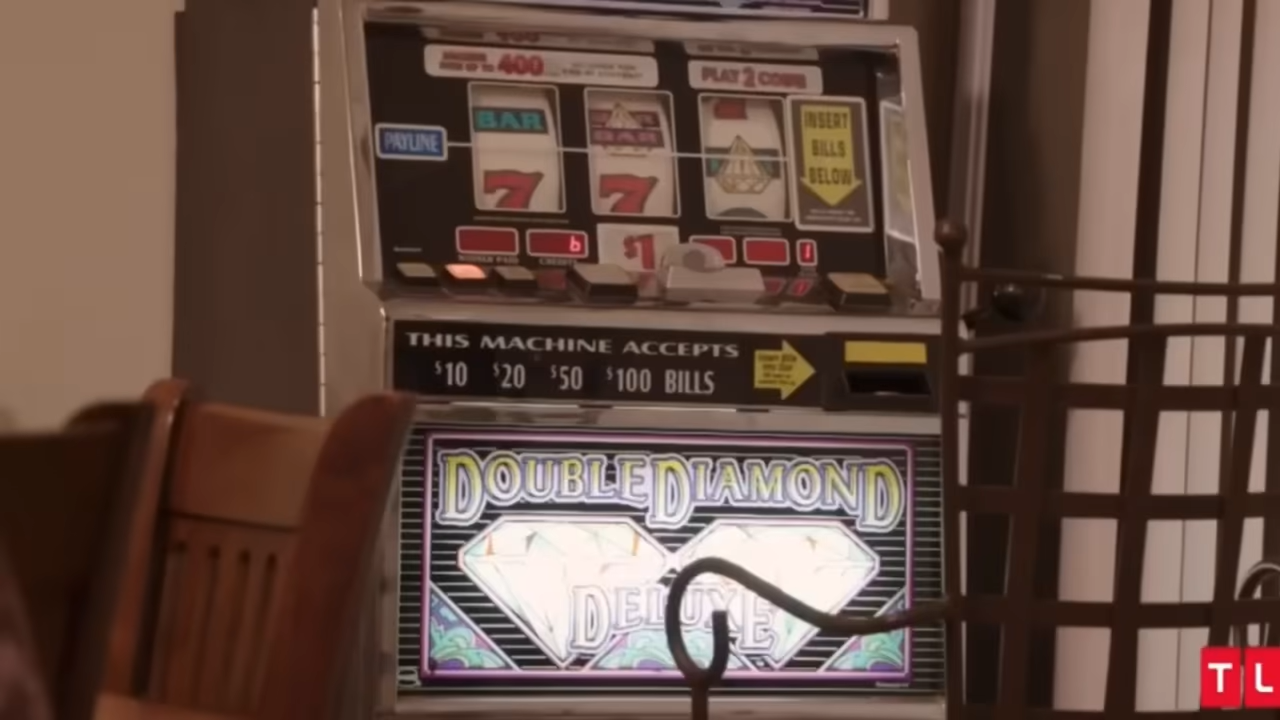 400
PLAY 2 COINS
INSERT
BILLS
BELOW
PAYLINE
BAR
BAR
7
7
$1
6
1
THIS MACHINE ACCEPTS
$10 $20 $50 $100 BILLS
DOUBLE DIAMOND
DELUXE
TL